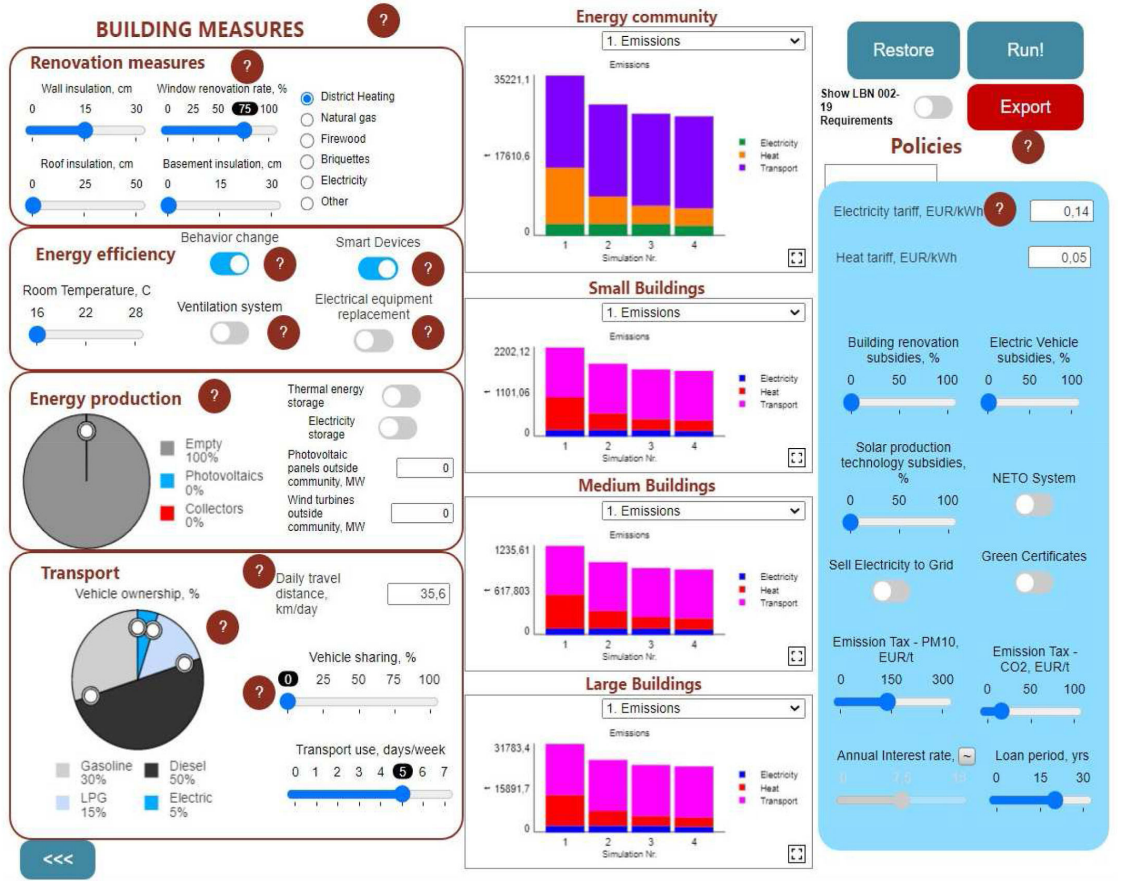 BUILDING MEASURES
?
Renovation measures
?
Wall insulation, cm
0 15 30
Window renovation rate, %
0 25 50 75 100
Roof insulation, cm
0 25 50
Basement insulation, cm
0 15 30
District Heating
Natural gas
Firewood
Briquettes
Electricity
Other
Energy efficiency
Behavior change
?
Smart Devices
?
Room Temperature, C
16 22 28
Ventilation system
?
Electrical equipment
replacement
?
Energy production
?
Empty
100%
Photovoltaics
0%
Collectors
0%
Thermal energy
storage
Electricity
storage
Photovoltaic
panels outside
community, MW
0
Wind turbines
outside
community, MW
0
Transport
Vehicle ownership, %
?
Gasoline
30%
Diesel
50%
LPG
15%
Electric
5%
?
Daily travel
distance,
km/day
35,6
Vehicle sharing, %
?
0 25 50 75 100
Transport use, days/week
0 1 2 3 4 5 6 7
<<<
Energy community
1. Emissions
Emissions
35221,1
17610,6
0
1 2 3 4
Simulation Nr.
Electricity
Heat
Transport
Small Buildings
1. Emissions
Emissions
2202,12
1101,06
0
1 2 3 4
Simulation Nr.
Electricity
Heat
Transport
Medium Buildings
1. Emissions
Emissions
1235,61
617,803
0
1 2 3 4
Simulation Nr.
Electricity
Heat
Transport
Large Buildings
1. Emissions
Emissions
31783,4
15891,7
0
1 2 3 4
Simulation Nr.
Electricity
Heat
Transport
Restore
Run!
Show LBN 002-
19
Requirements
Export
Policies
?
Electricity tariff, EUR/kWh
?
0,14
Heat tariff, EUR/kWh
0,05
Building renovation
subsidies, %
0 50 100
Electric Vehicle
subsidies, %
0 50 100
Solar production
technology subsidies,
%
0 50 100
NETO System
Sell Electricity to Grid
Green Certificates
Emission Tax - PM10,
EUR/t
0 150 300
Emission Tax -
CO2, EUR/t
0 50 100
Annual Interest rate, ~
0 7,5 15
Loan period, yrs
0 15 30